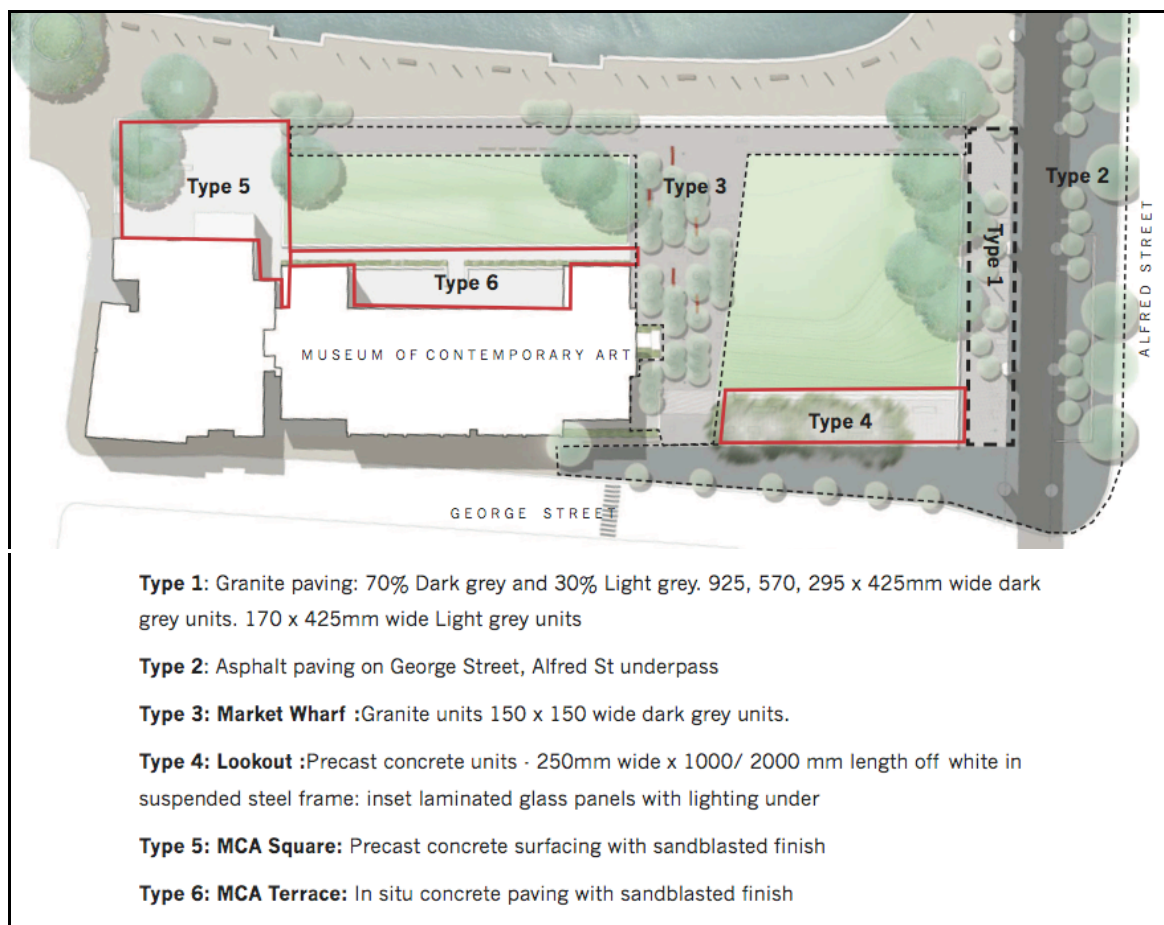 Type 5
Type 3
Type 2
Type 1
Type 6
ALFRED STREET
MUSEUM OF CONTEMPORARY ART
Type 4
GEORGE STREET
Type 1: Granite paving: 70% Dark grey and 30% Light grey. 925, 570, 295 x 425mm wide dark
grey units. 170 x 425mm wide Light grey units
Type 2: Asphalt paving on George Street, Alfred St underpass
Type 3: Market Wharf :Granite units 150 x 150 wide dark grey units.
Type 4: Lookout :Precast concrete units - 250mm wide x 1000/ 2000 mm length off white in
suspended steel frame: inset laminated glass panels with lighting under
Type 5: MCA Square: Precast concrete surfacing with sandblasted finish
Type 6: MCA Terrace: In situ concrete paving with sandblasted finish